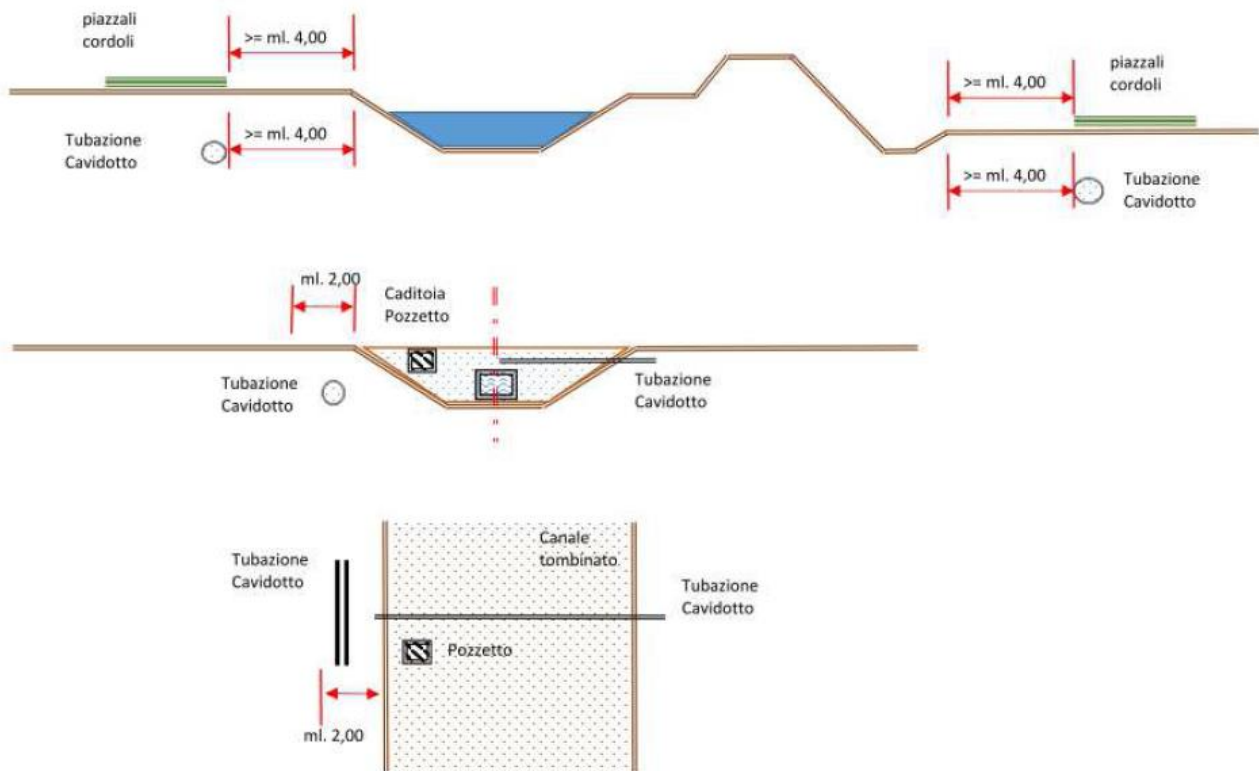 piazzali
cordoli
>= ml. 4,00
>= ml. 4,00
piazzali
cordoli
Tubazione
Cavidotto
>= ml. 4,00
>= ml. 4,00
Tubazione
Cavidotto
ml. 2,00
Caditoia
Pozzetto
Tubazione
Cavidotto
Tubazione
Cavidotto
Canale
tombinato
Tubazione
Cavidotto
Tubazione
Cavidotto
Pozzetto
ml. 2,00